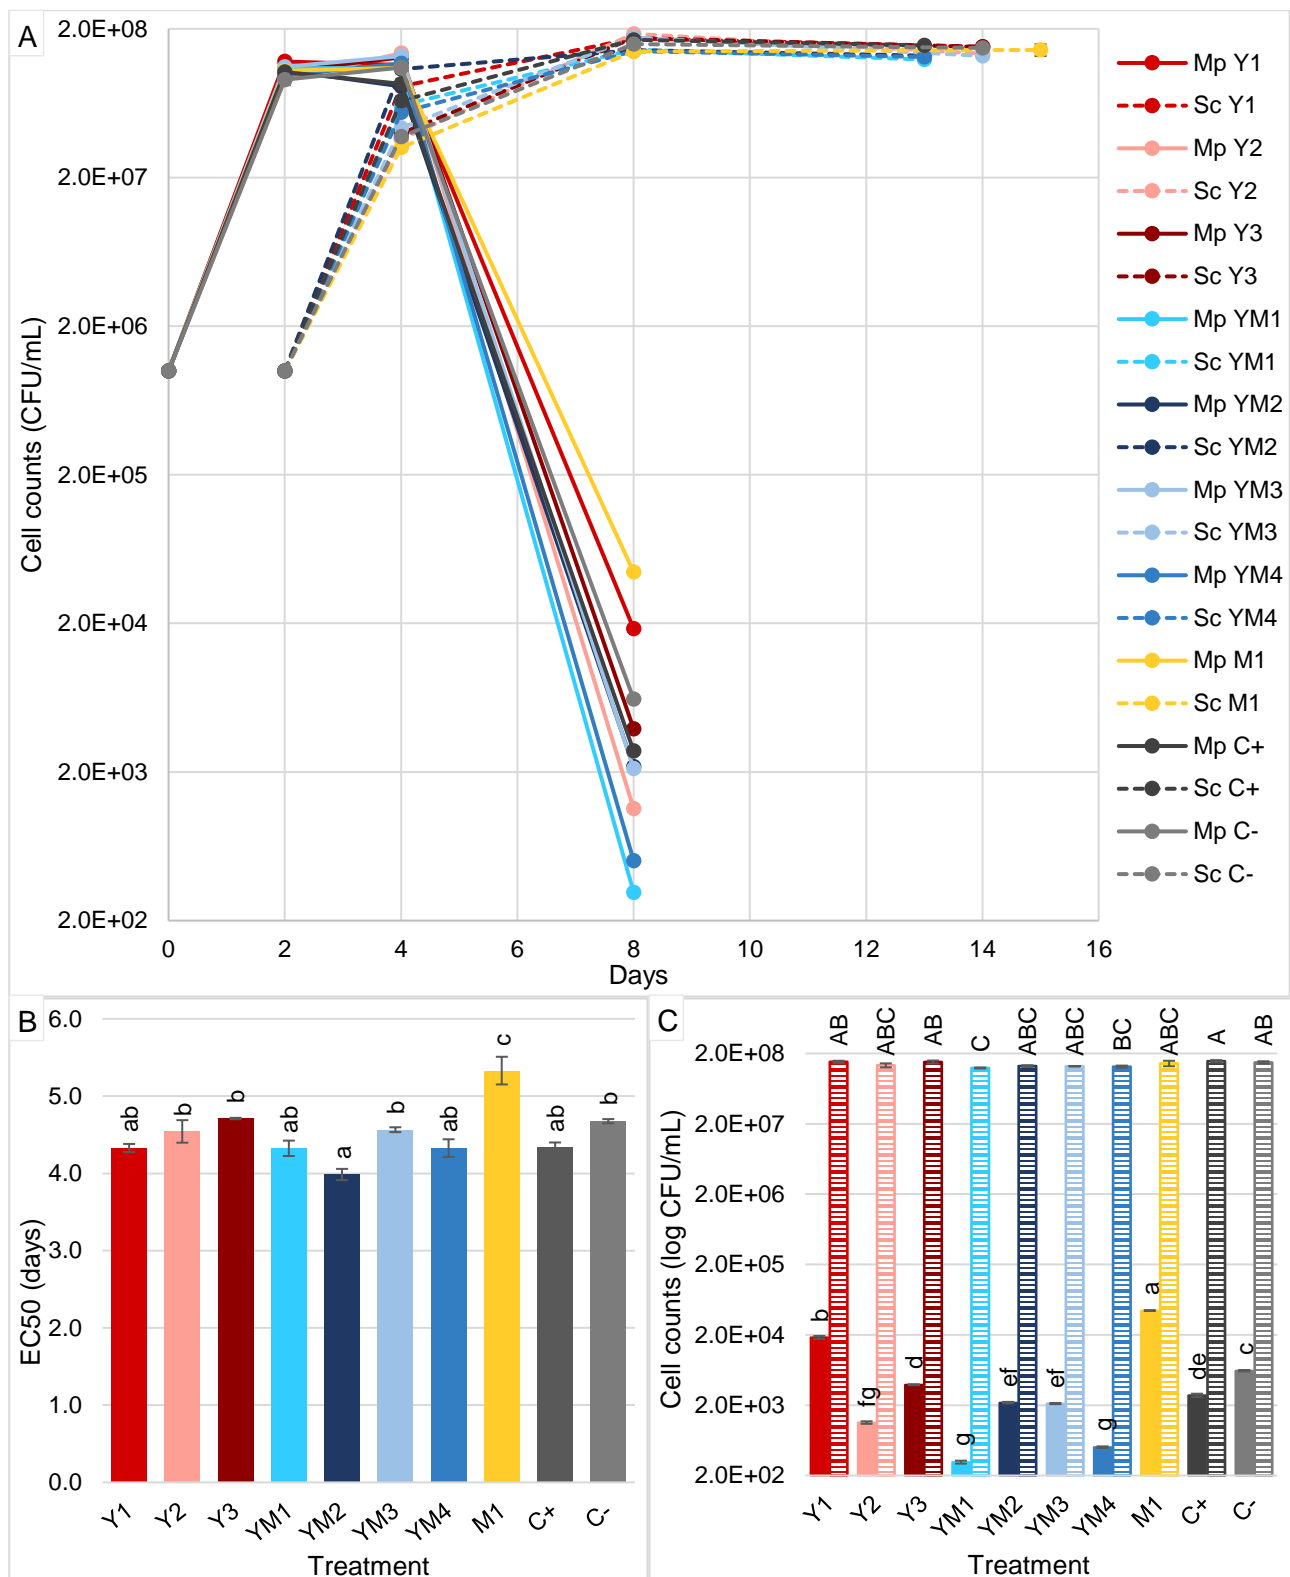 A
2.0E+08
2.0E+07
2.0E+06
2.0E+05
2.0E+04
2.0E+03
2.0E+02
Cell counts (CFU/mL)
0 2 4 6 8 10 12 14 16
Days
Mp Y1
Sc Y1
Mp Y2
Sc Y2
Mp Y3
Sc Y3
Mp YM1
Sc YM1
Mp YM2
Sc YM2
Mp YM3
Sc YM3
Mp YM4
Sc YM4
Mp M1
Sc M1
Mp C+
Sc C+
Mp C-
Sc C-
B
6.0
5.0
4.0
3.0
2.0
1.0
0.0
EC50 (days)
ab ab b ab a b ab c ab b
Y1 Y2 Y3 YM1 YM2 YM3 YM4 M1 C+ C-
Treatment
C
2.0E+08
2.0E+07
2.0E+06
2.0E+05
2.0E+04
2.0E+03
2.0E+02
Cell counts (log CFU/mL)
AB ABC AB C ABC ABC BC ABC A AB
b fg d g ef ef g a de c
Y1 Y2 Y3 YM1 YM2 YM3 YM4 M1 C+ C-
Treatment